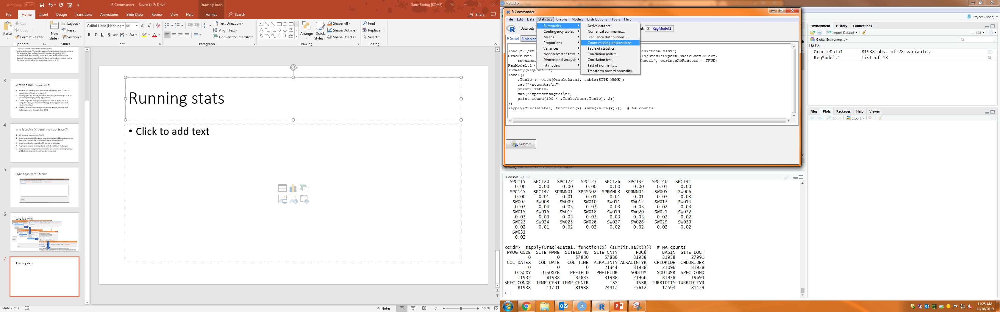 AutoSave Off
R Commander - Saved to R: Drive
Drawing Tools
Dane Boring [KDHE]
File Home Insert Design Transitions Animations Slide Show Review View Help Format Search Share
Paste
Cut
Copy
Format Painter
Clipboard
New Slide
Layout
Reset
Section
Slides
Calibri Light (Heading 44
Font
Text Direction
Align Text
Convert to SmartArt
Paragraph
Arrange
Quick Styles
Shape Fill
Shape Outline
Shape Effects
Drawing
Find
Replace
Select
Editing
3
What is a GUI? (compared to R)
4
Why is coding (R) better than GUI (Excel)?
1. It's free and open source (for R)
5
Hybrid approach? Rcmdr
6
Give it a whirl
7
Running stats
Running stats
• Click to add text
Slide 7 of 7
Notes
103%
RStudio
R Commander
File Edit Data Statistics Graphs Models Distributions Tools Help
Data set:
RegModel.1
R Script
R Markdo
Summaries
Contingency tables
Means
Proportions
Variances
Nonparametric tests
Dimensional analysis
Fit models
Active data set
Numerical summaries...
Frequency distributions...
Count missing observations
Table of statistics...
Correlation matrix...
Correlation test...
Test of normality...
Transform toward normality...
load("R:/TMD
asicChem.xlsx")
OracleData1
019/OracleExport_BasicChem.xlsx",
rownames
heet1", stringsAsFactors = TRUE)
RegModel.1 <
summary(RegModel.1)
local({
.Table <- with(OracleData1, table(SITE_NAME))
cat("\ncounts:\n")
print(.Table)
cat("\npercentages:\n")
print(round(100 * .Table/sum(.Table), 2))
})
sapply(OracleData1, function(x) (sum(is.na(x)))) # NA counts
Submit
Project: (None)
Environment History Connections
Import Dataset
List
Global Environment
Data
OracleData1 81938 obs. of 28 variables
RegModel.1 List of 13
Files Plots Packages Help Viewer
Zoom Export
Console ~/
SPC115 SPC120 SPC122 SPC123 SPC126 SPC137 SPC140 SPC141
0.00 0.00 0.00 0.00 0.00 0.00 0.01 0.00
SPC145 SPC147 SPRMN01 SPRMN02 SPRMN03 SPRMN04 SW005 SW006
0.00 0.01 0.01 0.01 0.01 0.01 0.03 0.03
SW007 SW008 SW009 SW010 SW011 SW012 SW013 SW014
0.03 0.04 0.03 0.03 0.03 0.03 0.02 0.03
SW015 SW016 SW017 SW018 SW019 SW020 SW021 SW022
0.03 0.03 0.03 0.03 0.03 0.03 0.02 0.02
SW023 SW024 SW025 SW026 SW027 SW028 SW029 SW030
0.02 0.01 0.02 0.02 0.02 0.02 0.02 0.02
SW031
0.02
Rcmdr> sapply(OracleData1, function(x) (sum(is.na(x)))) # NA counts
PROG_CODE SITE_NAME SITEID_NO SITE_CNTY HUC8 BASIN SITE_LOCT
0 0 57880 57880 81938 81938 27991
COL_DATEX COL_DATE COL_TIME ALKALINTY ALKALINTYR CHLORIDE CHLORIDER
0 0 0 21344 81938 21096 81938
DISOXY DISOXYR PHFIELD PHFIELDR SODIUM SODIUMR SPEC_COND
11937 81938 37833 81938 21966 81938 19694
SPEC_CONDR TEMP_CENT TEMP_CENTR TSS TSSR TURBIDITY TURBIDITYR
81938 11701 81938 24417 75612 17593 81429
>
11:25 AM
11/18/2019